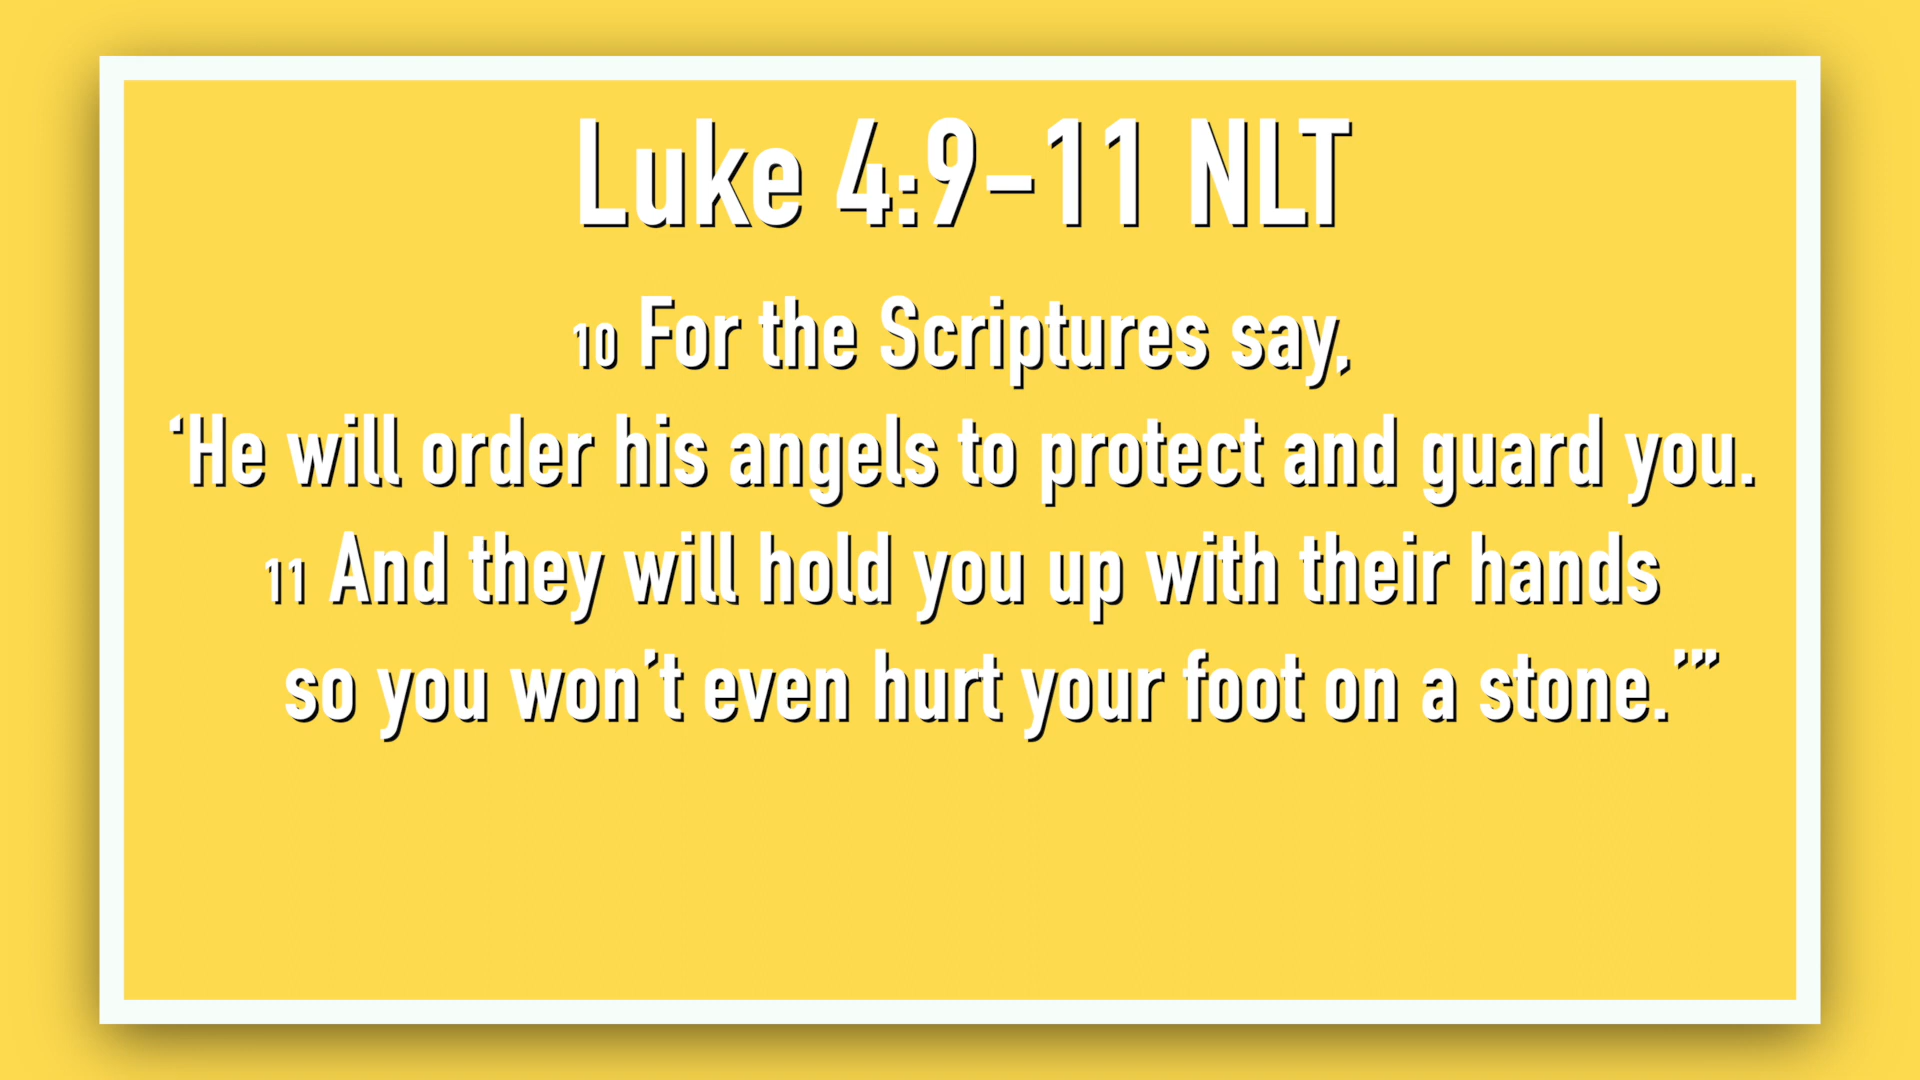 Luke 4:9-11 NLT
10 For the Scriptures say,
‘He will order his angels to protect and guard you.
11 And they will hold you up with their hands
so you won’t even hurt your foot on a stone.’”